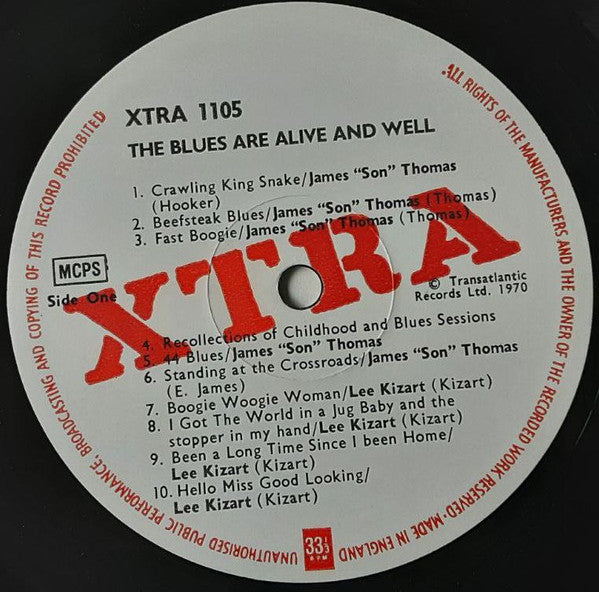 XTRA 1105
THE BLUES ARE ALIVE AND WELL
1. Crawling King Snake/James "Son" Thomas
(Hooker)
2. Beefsteak Blues/James "Son" Thomas (Thomas)
3. Fast Boogie/James "Son" Thomas (Thomas)
XTRA
MCPS
Side One
© Transatlantic
Records Ltd. 1970
4. Recollections of Childhood and Blues Sessions
5. 44 Blues/James "Son" Thomas
6. Standing at the Crossroads/James "Son" Thomas
(E. James)
7. Boogie Woogie Woman/Lee Kizart (Kizart)
8. I Got The World in a Jug Baby and the
stopper in my hand/Lee Kizart (Kizart)
9. Been a Long Time Since I been Home/
Lee Kizart (Kizart)
10. Hello Miss Good Looking/
Lee Kizart (Kizart)
33⅓
RPM
ALL RIGHTS OF THE MANUFACTURERS AND THE OWNER OF THE RECORDED WORK RESERVED·MADE IN ENGLAND
UNAUTHORISED PUBLIC PERFORMANCE, BROADCASTING AND COPYING OF THIS RECORD PROHIBITED